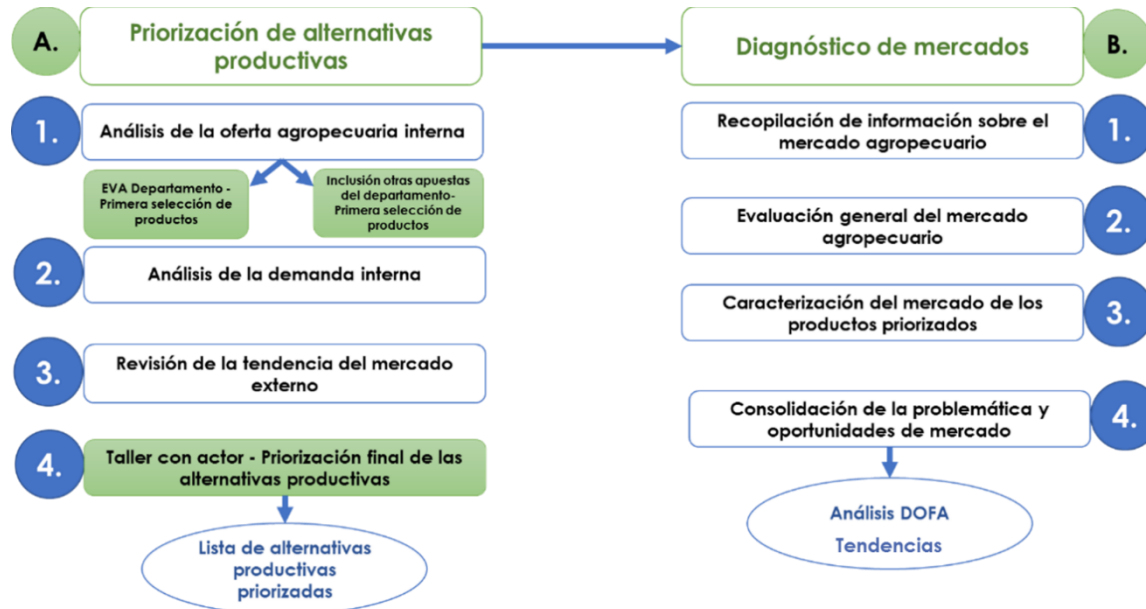 A.
Priorización de alternativas
productivas
1.
Análisis de la oferta agropecuaria interna
EVA Departamento -
Primera selección de
productos
Inclusión otras apuestas
del departamento-
Primera selección de
productos
2.
Análisis de la demanda interna
3.
Revisión de la tendencia del mercado
externo
4.
Taller con actor - Priorización final de las
alternativas productivas
Lista de alternativas
productivas
priorizadas
Diagnóstico de mercados
B.
Recopilación de información sobre el
mercado agropecuario
1.
Evaluación general del mercado
agropecuario
2.
Caracterización del mercado de los
productos priorizados
3.
Consolidación de la problemática y
oportunidades de mercado
4.
Análisis DOFA
Tendencias